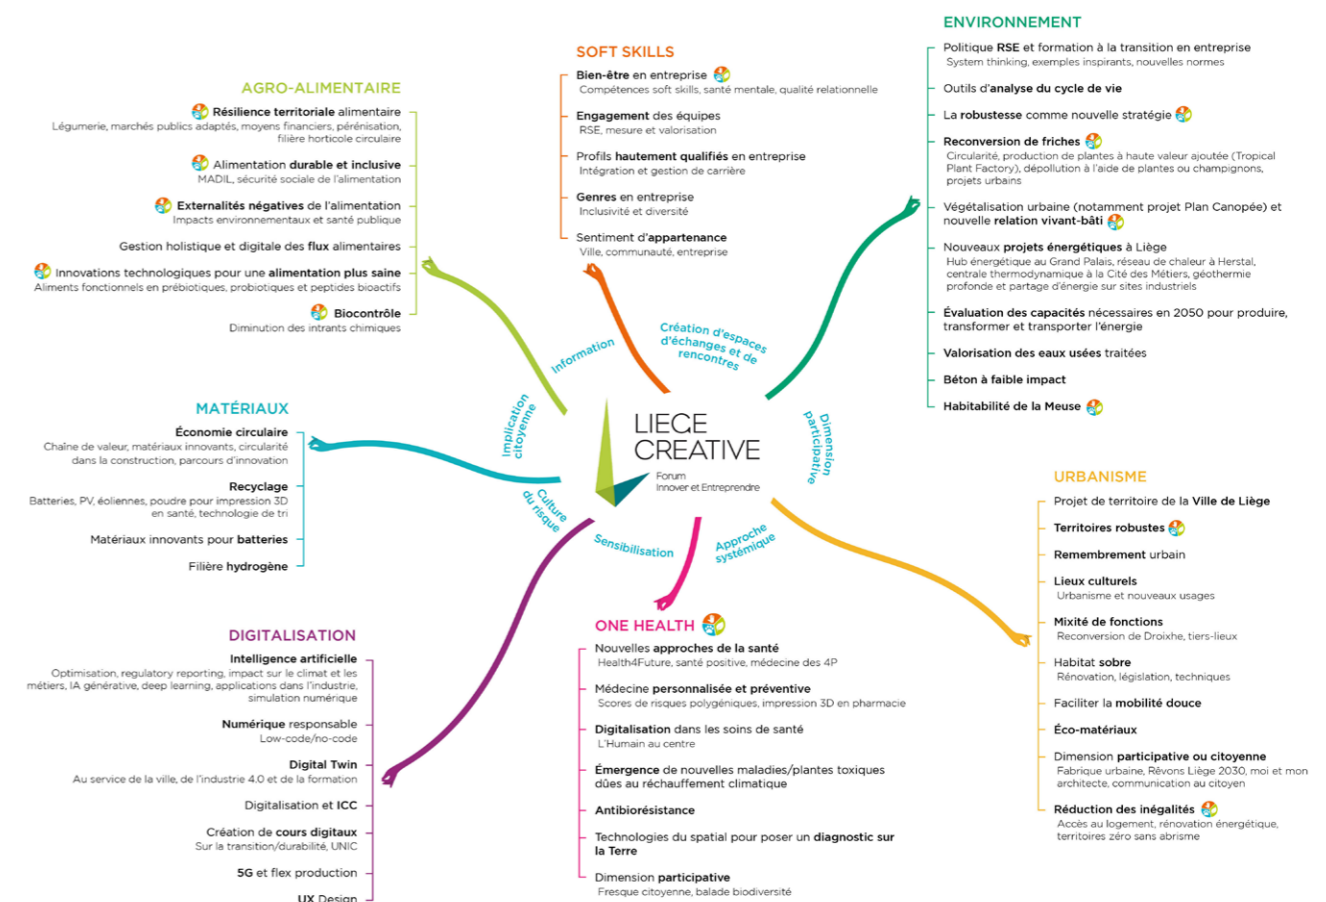 AGRO-ALIMENTAIRE
Résilience territoriale alimentaire
Légumerie, marchés publics adaptés, moyens financiers, pérénisation,
filière horticole circulaire
Alimentation durable et inclusive
MADIL, sécurité sociale de l'alimentation
Externalités négatives de l'alimentation
Impacts environnementaux et santé publique
Gestion holistique et digitale des flux alimentaires
Innovations technologiques pour une alimentation plus saine
Aliments fonctionnels en prébiotiques, probiotiques et peptides bioactifs
Biocontrôle
Diminution des intrants chimiques
SOFT SKILLS
Bien-être en entreprise
Compétences soft skills, santé mentale, qualité relationnelle
Engagement des équipes
RSE, mesure et valorisation
Profils hautement qualifiés en entreprise
Intégration et gestion de carrière
Genres en entreprise
Inclusivité et diversité
Sentiment d'appartenance
Ville, communauté, entreprise
ENVIRONNEMENT
Politique RSE et formation à la transition en entreprise
System thinking, exemples inspirants, nouvelles normes
Outils d'analyse du cycle de vie
La robustesse comme nouvelle stratégie
Reconversion de friches
Circularité, production de plantes à haute valeur ajoutée (Tropical
Plant Factory), dépollution à l'aide de plantes ou champignons,
projets urbains
Végétalisation urbaine (notamment projet Plan Canopée) et
nouvelle relation vivant-bâti
Nouveaux projets énergétiques à Liège
Hub énergétique au Grand Palais, réseau de chaleur à Herstal,
centrale thermodynamique à la Cité des Métiers, géothermie
profonde et partage d'énergie sur sites industriels
Évaluation des capacités nécessaires en 2050 pour produire,
transformer et transporter l'énergie
Valorisation des eaux usées traitées
Béton à faible impact
Habitabilité de la Meuse
Information
Création d'espaces
d'échanges et de
rencontres
Implication
citoyenne
Dimension
participative
Culture
du risque
Sensibilisation
Approche
systémique
LIEGE
CREATIVE
Forum
Innover et Entreprendre
MATÉRIAUX
Économie circulaire
Chaîne de valeur, matériaux innovants, circularité
dans la construction, parcours d'innovation
Recyclage
Batteries, PV, éoliennes, poudre pour impression 3D
en santé, technologie de tri
Matériaux innovants pour batteries
Filière hydrogène
URBANISME
Projet de territoire de la Ville de Liège
Territoires robustes
Remembrement urbain
Lieux culturels
Urbanisme et nouveaux usages
Mixité de fonctions
Reconversion de Droixhe, tiers-lieux
Habitat sobre
Rénovation, législation, techniques
Faciliter la mobilité douce
Éco-matériaux
Dimension participative ou citoyenne
Fabrique urbaine, Rêvons Liège 2030, moi et mon
architecte, communication au citoyen
Réduction des inégalités
Accès au logement, rénovation énergétique,
territoires zéro sans abrisme
DIGITALISATION
Intelligence artificielle
Optimisation, regulatory reporting, impact sur le climat et les
métiers, IA générative, deep learning, applications dans l'industrie,
simulation numérique
Numérique responsable
Low-code/no-code
Digital Twin
Au service de la ville, de l'industrie 4.0 et de la formation
Digitalisation et ICC
Création de cours digitaux
Sur la transition/durabilité, UNIC
5G et flex production
UX Design
ONE HEALTH
Nouvelles approches de la santé
Health4Future, santé positive, médecine des 4P
Médecine personnalisée et préventive
Scores de risques polygéniques, impression 3D en pharmacie
Digitalisation dans les soins de santé
L'Humain au centre
Émergence de nouvelles maladies/plantes toxiques
dûes au réchauffement climatique
Antibiorésistance
Technologies du spatial pour poser un diagnostic sur
la Terre
Dimension participative
Fresque citoyenne, balade biodiversité